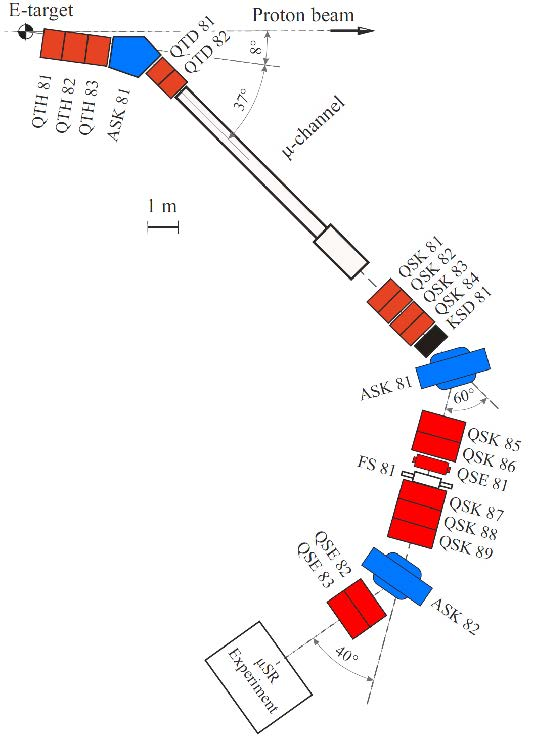 E-target
Proton beam
8°
QTH 81
QTH 82
QTH 83
ASK 81
QTD 81
QTD 82
37°
μ-channel
1 m
QSK 81
QSK 82
QSK 83
QSK 84
KSD 81
ASK 81
60°
QSK 85
QSK 86
QSE 81
FS 81
QSK 87
QSK 88
QSK 89
QSE 82
QSE 83
ASK 82
40°
μSR
Experiment